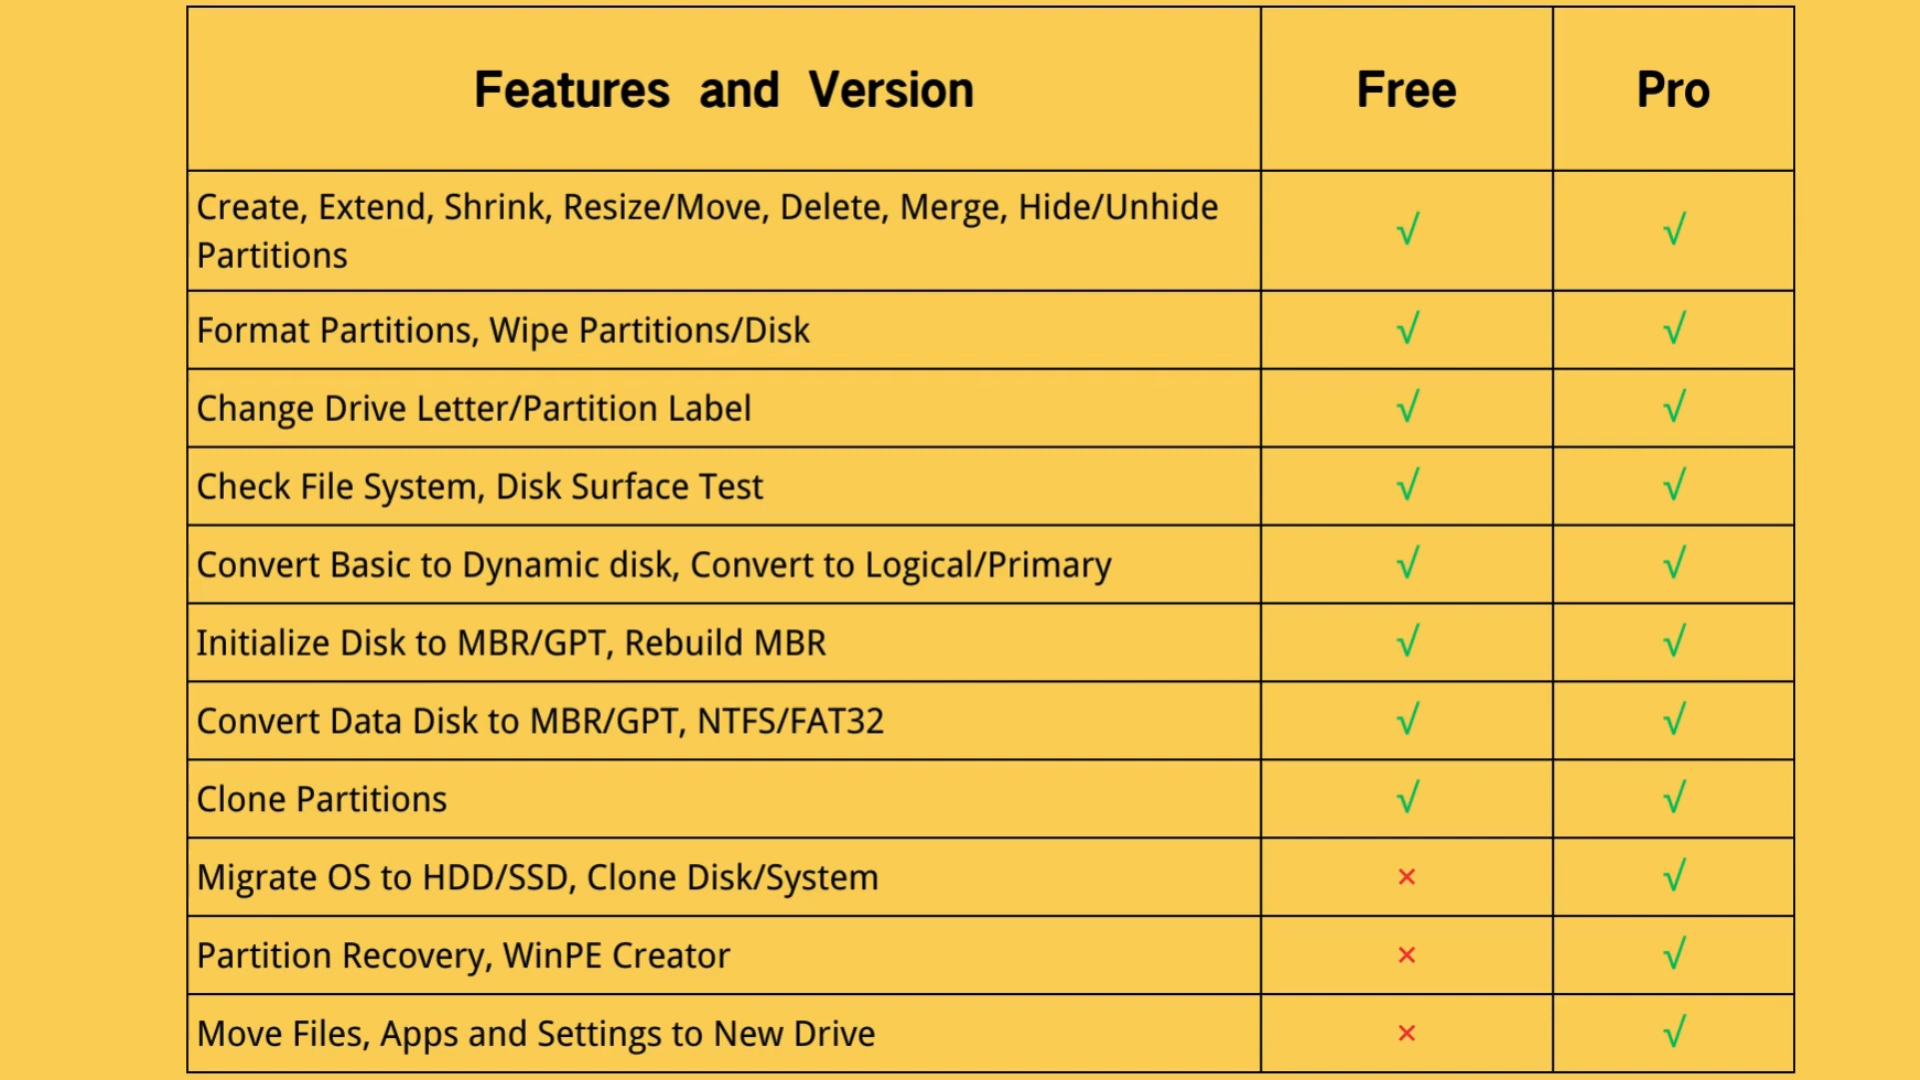 Features and Version Free Pro
Create, Extend, Shrink, Resize/Move, Delete, Merge, Hide/Unhide
Partitions √ √
Format Partitions, Wipe Partitions/Disk √ √
Change Drive Letter/Partition Label √ √
Check File System, Disk Surface Test √ √
Convert Basic to Dynamic disk, Convert to Logical/Primary √ √
Initialize Disk to MBR/GPT, Rebuild MBR √ √
Convert Data Disk to MBR/GPT, NTFS/FAT32 √ √
Clone Partitions √ √
Migrate OS to HDD/SSD, Clone Disk/System × √
Partition Recovery, WinPE Creator × √
Move Files, Apps and Settings to New Drive × √